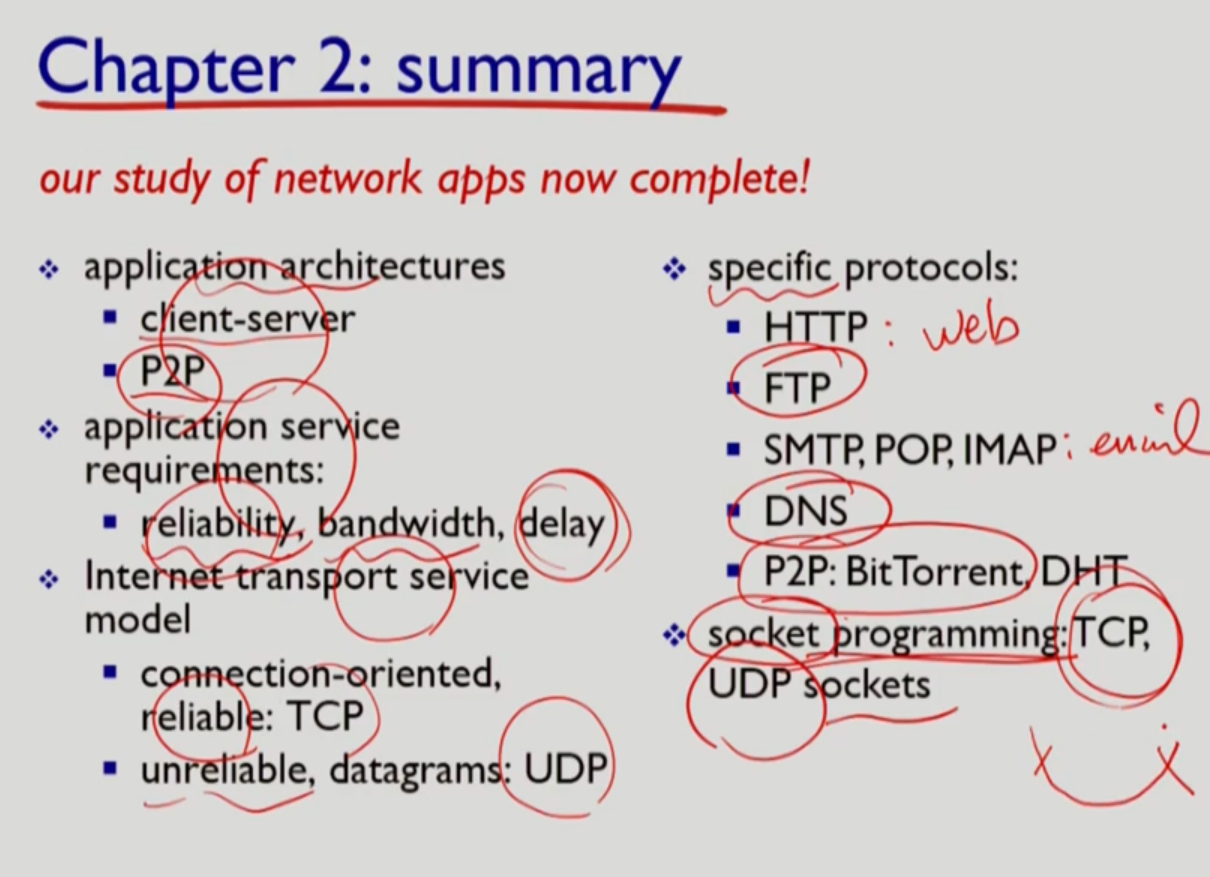 Chapter 2: summary
our study of network apps now complete!
application architectures
client-server
P2P
application service
requirements:
reliability, bandwidth, delay
Internet transport service
model
connection-oriented,
reliable: TCP
unreliable, datagrams: UDP
specific protocols:
HTTP : web
FTP
SMTP, POP, IMAP : email
DNS
P2P: BitTorrent, DHT
socket programming: TCP,
UDP sockets